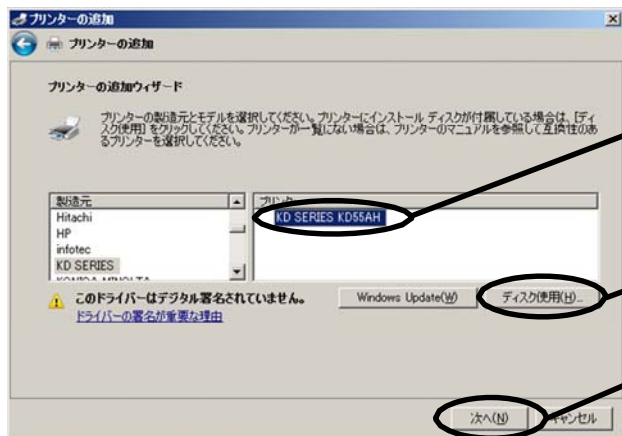 プリンターの追加
プリンターの追加
プリンターの追加ウィザード
プリンターの製造元とモデルを選択してください。プリンターにインストール ディスクが付属している場合は、[ディ
スク使用] をクリックしてください。プリンターが一覧にない場合は、プリンターのマニュアルを参照して互換性のあ
るプリンターを選択してください。
製造元
プリンター
Hitachi
HP
infotec
KD SERIES
KONICA MINOLTA
KD SERIES KD55AH
このドライバーはデジタル署名されていません。
ドライバーの署名が重要な理由
Windows Update(W)
ディスク使用(H)...
次へ(N)
キャンセル